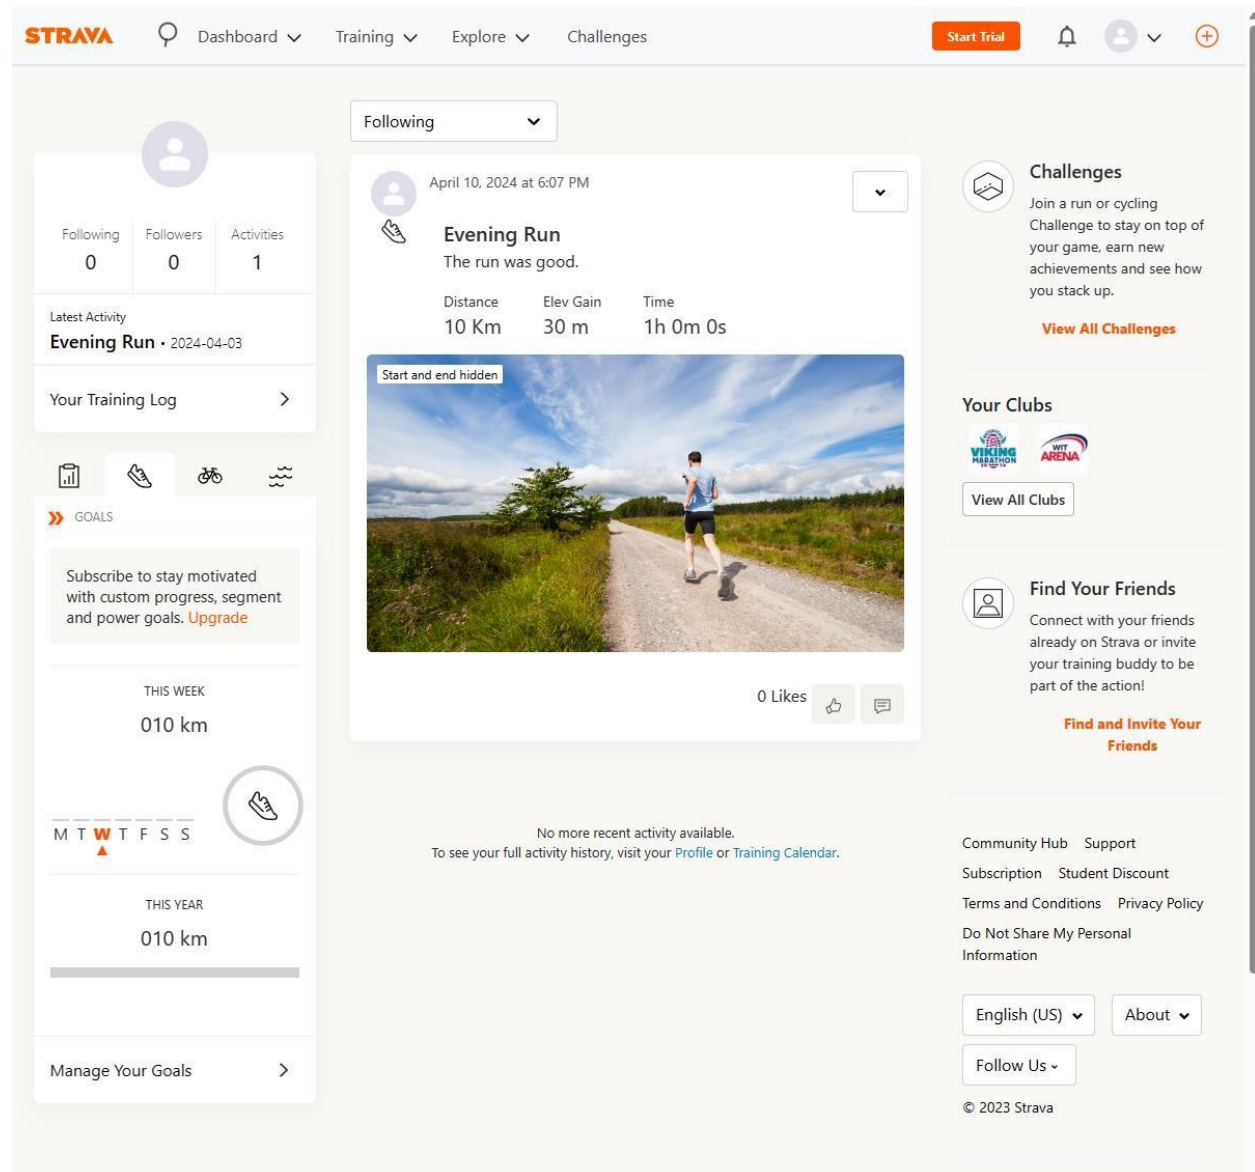 STRAVA
Dashboard
Training
Explore
Challenges
Start Trial
Following
Following
0
Followers
0
Activities
1
Latest Activity
Evening Run • 2024-04-03
Your Training Log
GOALS
Subscribe to stay motivated
with custom progress, segment
and power goals. Upgrade
THIS WEEK
010 km
M T W T F S S
THIS YEAR
010 km
Manage Your Goals
April 10, 2024 at 6:07 PM
Evening Run
The run was good.
Distance
10 Km
Elev Gain
30 m
Time
1h 0m 0s
Start and end hidden
0 Likes
No more recent activity available.
To see your full activity history, visit your Profile or Training Calendar.
Challenges
Join a run or cycling
Challenge to stay on top of
your game, earn new
achievements and see how
you stack up.
View All Challenges
Your Clubs
VIKING
MARATHON
WIT
ARENA
View All Clubs
Find Your Friends
Connect with your friends
already on Strava or invite
your training buddy to be
part of the action!
Find and Invite Your
Friends
Community Hub Support
Subscription Student Discount
Terms and Conditions Privacy Policy
Do Not Share My Personal
Information
English (US)
About
Follow Us
© 2023 Strava